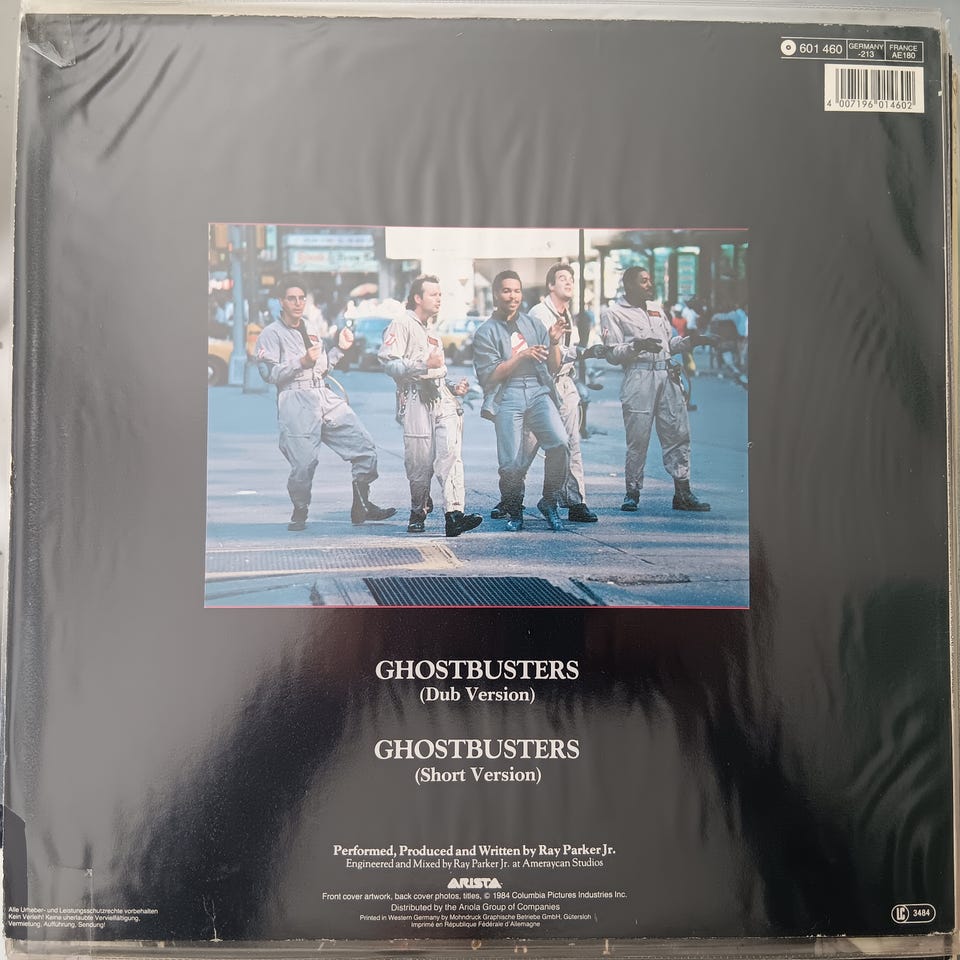 601 460
GERMANY
-213
FRANCE
AE180
4 007196 014602
GHOSTBUSTERS
(Dub Version)
GHOSTBUSTERS
(Short Version)
Performed, Produced and Written by Ray Parker Jr.
Engineered and Mixed by Ray Parker Jr. at Ameraycan Studios
ARISTA
Front cover artwork, back cover photos, titles, © 1984 Columbia Pictures Industries Inc.
Distributed by the Ariola Group of Companies
Printed in Western Germany by Mohndruck Graphische Betriebe GmbH, Gütersloh
Imprimé en République Fédérale d'Allemagne
Alle Urheber- und Leistungsschutzrechte vorbehalten
Kein Verleih! Keine unerlaubte Vervielfältigung,
Vermietung, Aufführung, Sendung!
LC 3484